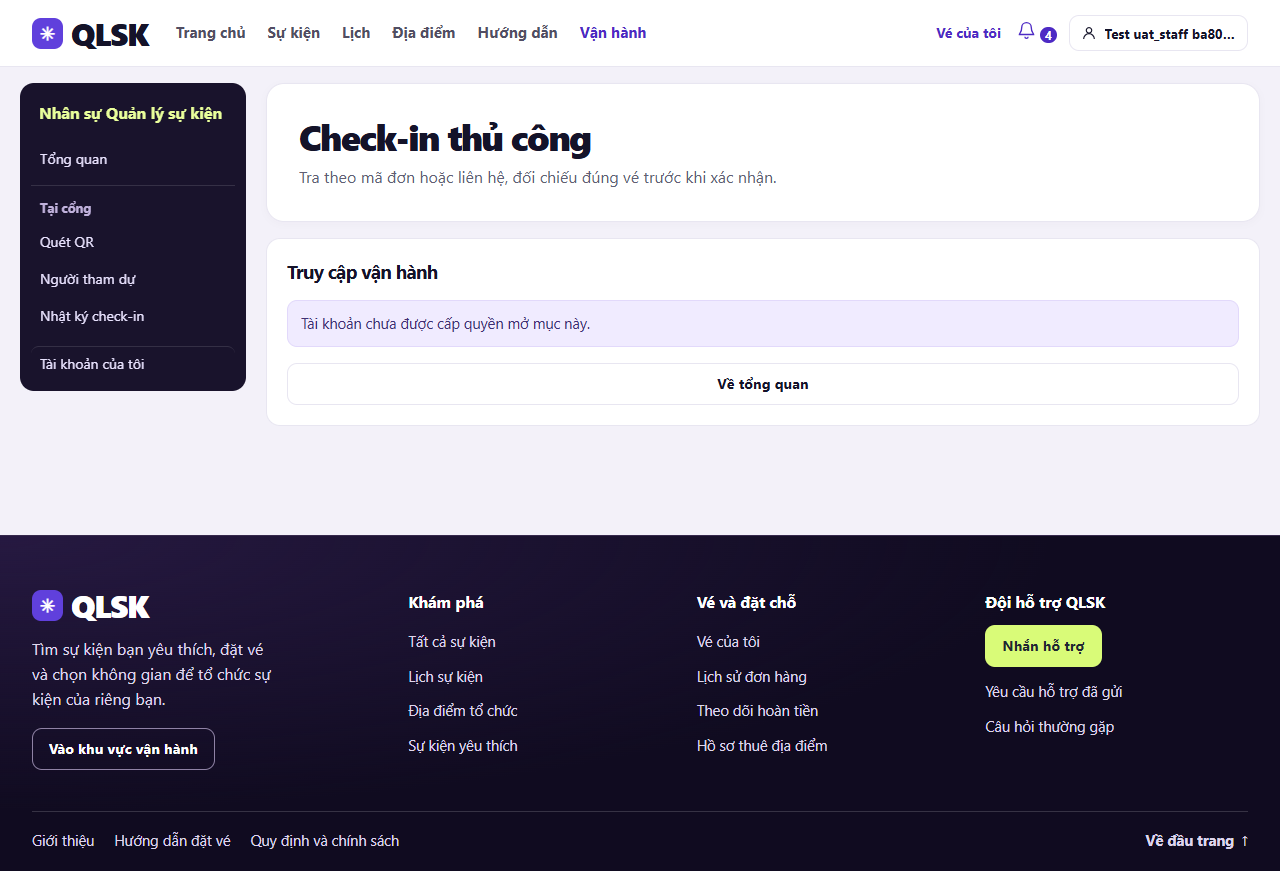 QLSK
Trang chủ
Sự kiện
Lịch
Địa điểm
Hướng dẫn
Vận hành
Vé của tôi
4
Test uat_staff ba80...
Nhân sự Quản lý sự kiện
Tổng quan
Tại cổng
Quét QR
Người tham dự
Nhật ký check-in
Tài khoản của tôi
Check-in thủ công
Tra theo mã đơn hoặc liên hệ, đối chiếu đúng vé trước khi xác nhận.
Truy cập vận hành
Tài khoản chưa được cấp quyền mở mục này.
Về tổng quan
QLSK
Tìm sự kiện bạn yêu thích, đặt vé
và chọn không gian để tổ chức sự
kiện của riêng bạn.
Vào khu vực vận hành
Khám phá
Tất cả sự kiện
Lịch sự kiện
Địa điểm tổ chức
Sự kiện yêu thích
Vé và đặt chỗ
Vé của tôi
Lịch sử đơn hàng
Theo dõi hoàn tiền
Hồ sơ thuê địa điểm
Đội hỗ trợ QLSK
Nhắn hỗ trợ
Yêu cầu hỗ trợ đã gửi
Câu hỏi thường gặp
Giới thiệu
Hướng dẫn đặt vé
Quy định và chính sách
Về đầu trang ↑